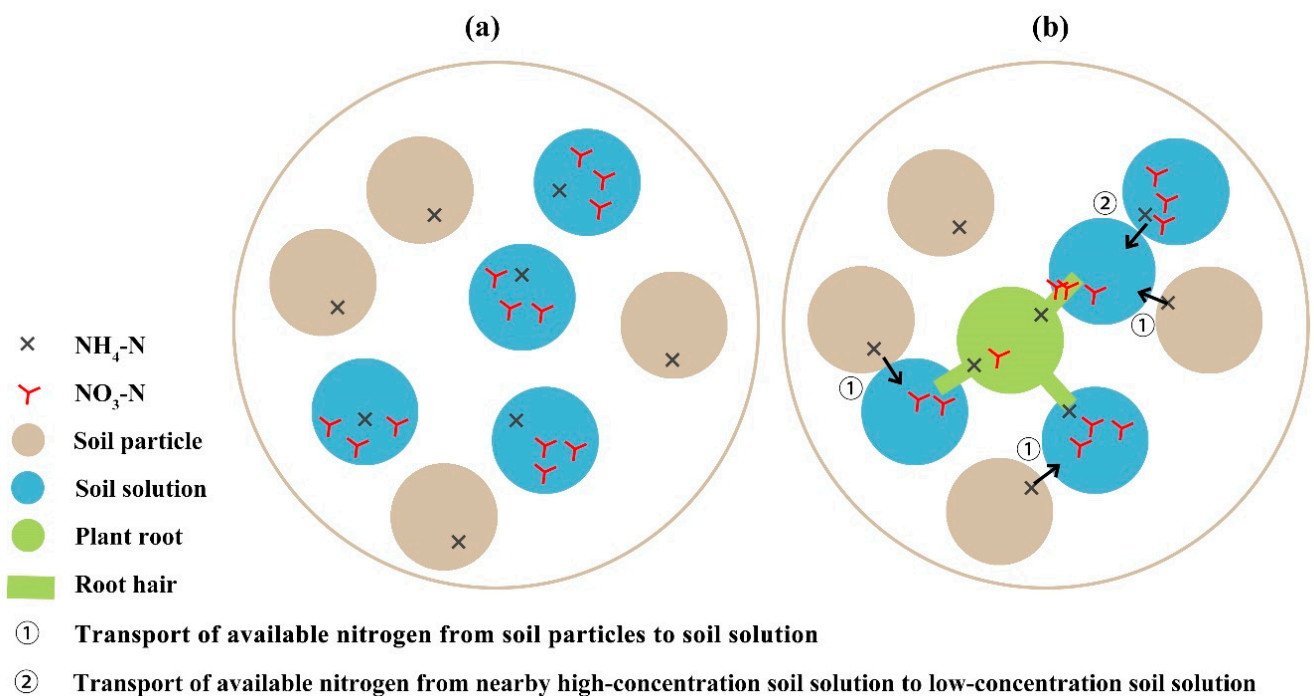 (a)
(b)
②
①
①
①
NH₄-N
NO₃-N
Soil particle
Soil solution
Plant root
Root hair
① Transport of available nitrogen from soil particles to soil solution
② Transport of available nitrogen from nearby high-concentration soil solution to low-concentration soil solution